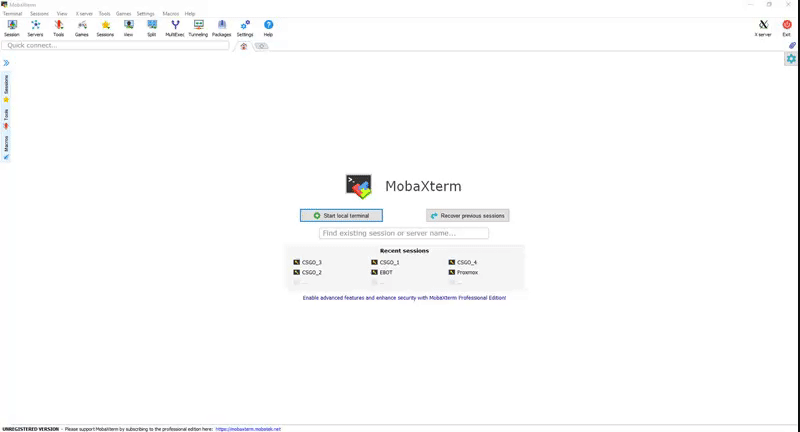 MobaXterm
Terminal Sessions View X server Tools Games Settings Macros Help
Session Servers Tools Games Sessions View Split MultiExec Tunneling Packages Settings Help X server Exit
Quick connect...
Sessions
Tools
Macros
MobaXterm
Start local terminal Recover previous sessions
Find existing session or server name...
Recent sessions
CSGO_3 CSGO_1 CSGO_4
CSGO_2 EBOT Proxmox
... ... ...
Enable advanced features and enhance security with MobaXterm Professional Edition!
UNREGISTERED VERSION - Please support MobaXterm by subscribing to the professional edition here: https://mobaxterm.mobatek.net